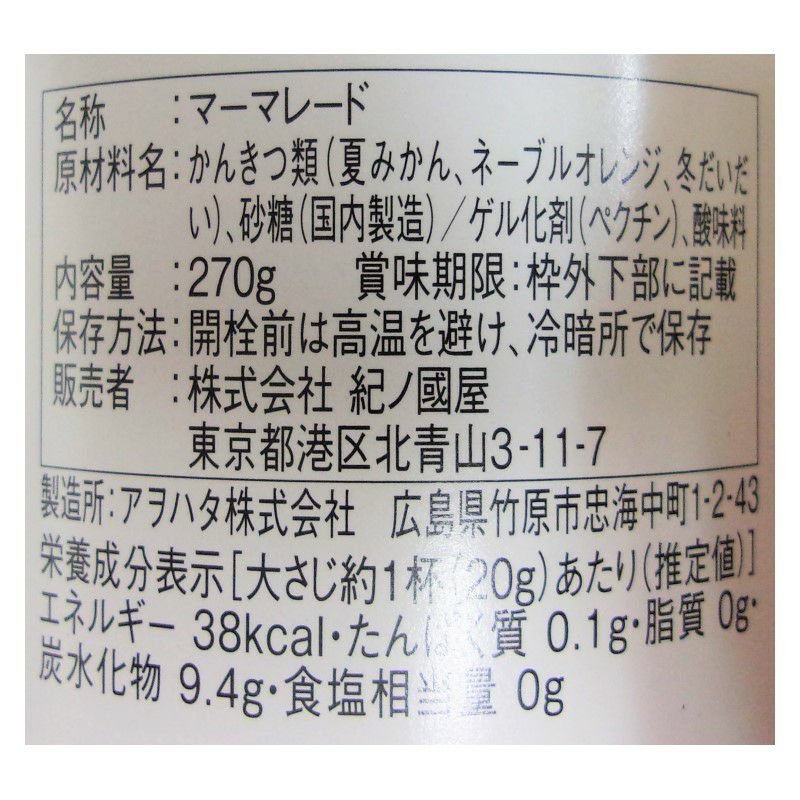 名称　：マーマレード
原材料名：かんきつ類（夏みかん、ネーブルオレンジ、冬だいだ
い）、砂糖（国内製造）／ゲル化剤（ペクチン）、酸味料
内容量　：270g　賞味期限：枠外下部に記載
保存方法：開栓前は高温を避け、冷暗所で保存
販売者　：株式会社 紀ノ國屋
東京都港区北青山3-11-7
製造所：アヲハタ株式会社　広島県竹原市忠海中町1-2-43
栄養成分表示［大さじ約1杯（20g）あたり（推定値）］
エネルギー 38kcal・たんぱく質 0.1g・脂質 0g・
炭水化物 9.4g・食塩相当量 0g